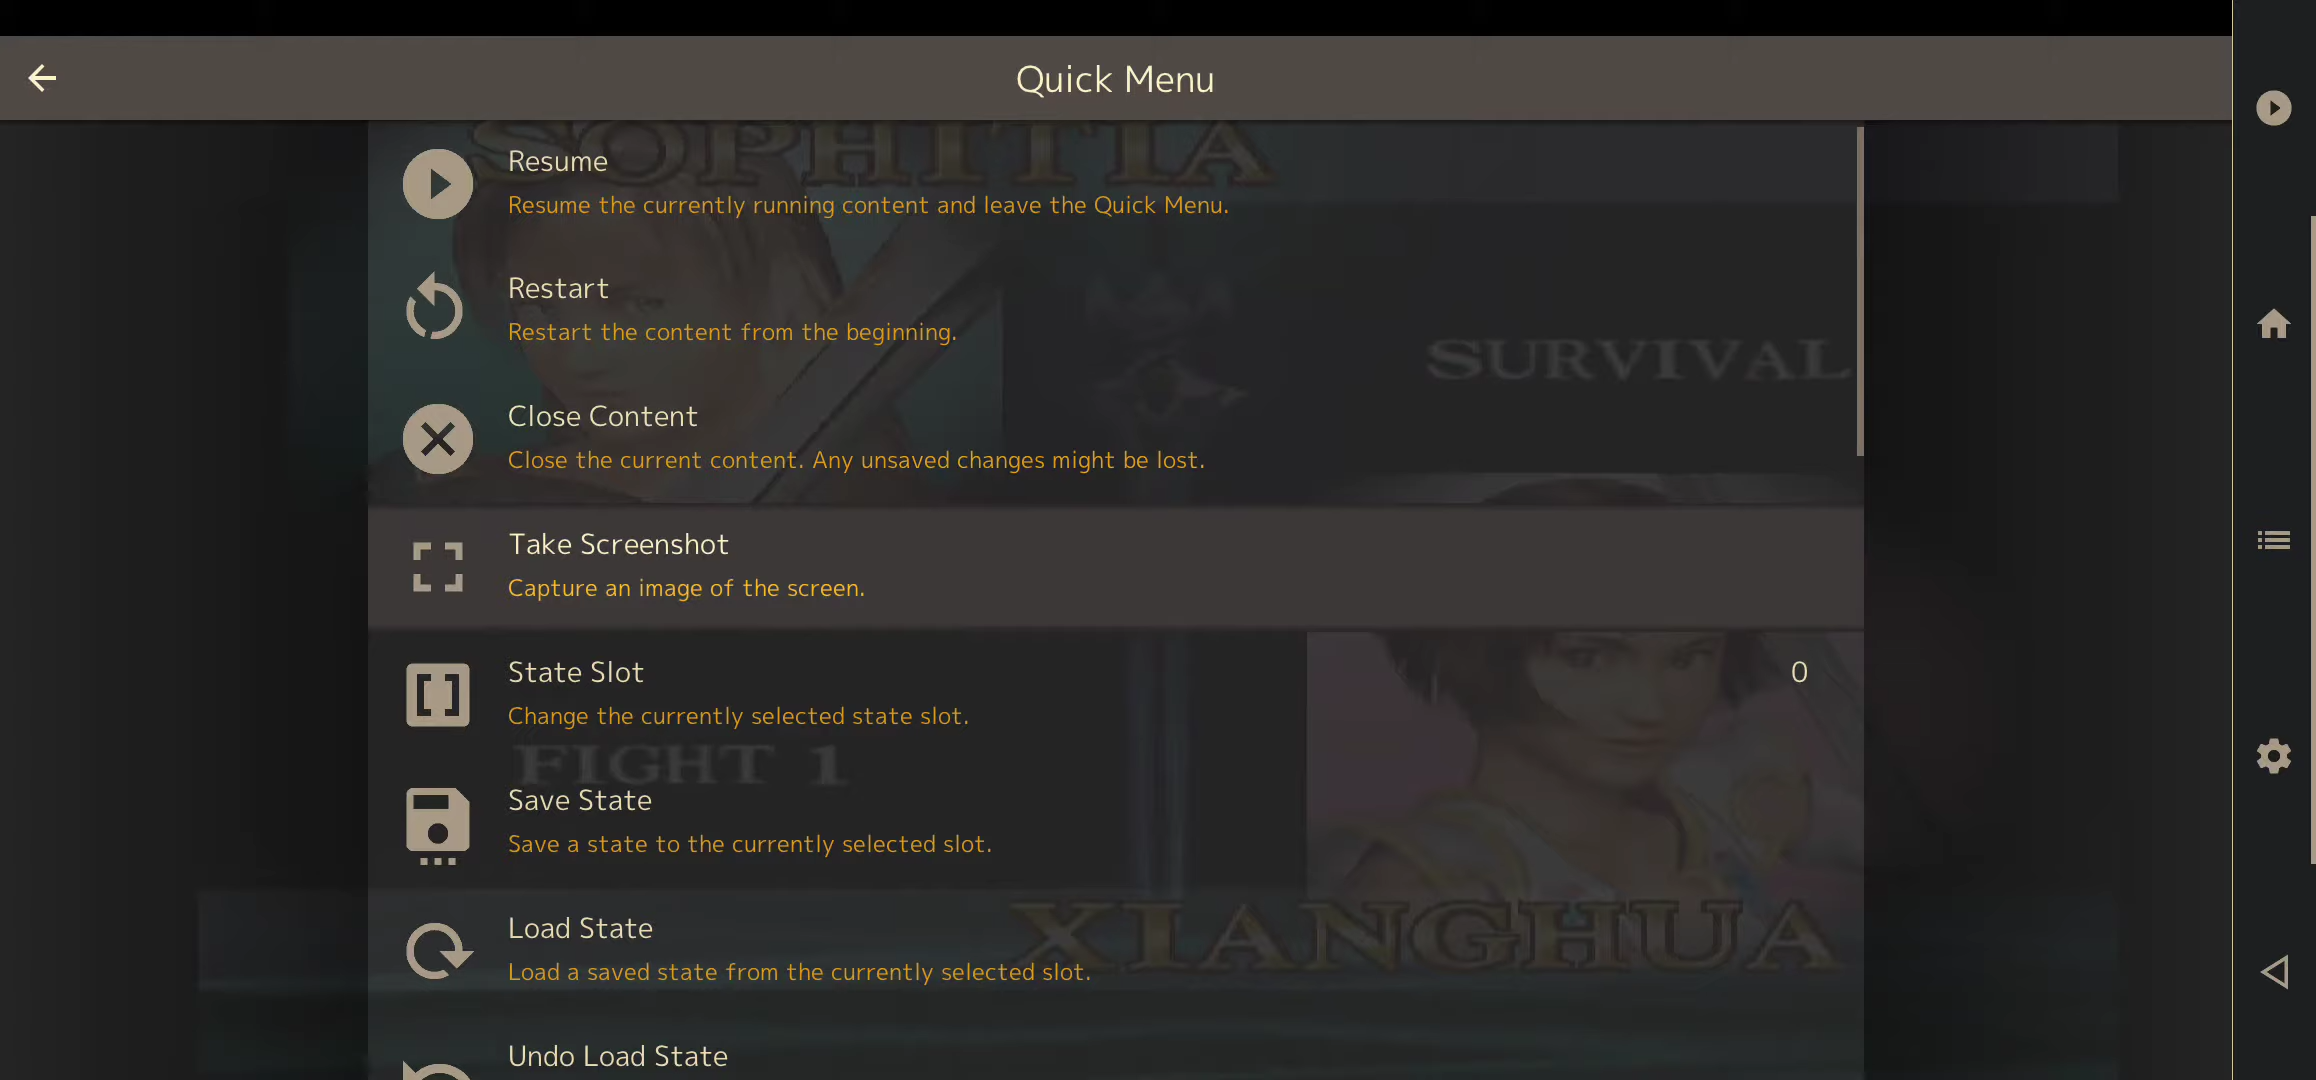 Quick Menu
SOPHITIA
Resume
Resume the currently running content and leave the Quick Menu.
Restart
Restart the content from the beginning.
SURVIVAL
Close Content
Close the current content. Any unsaved changes might be lost.
Take Screenshot
Capture an image of the screen.
State Slot
0
Change the currently selected state slot.
FIGHT 1
Save State
Save a state to the currently selected slot.
XIANGHUA
Load State
Load a saved state from the currently selected slot.
Undo Load State